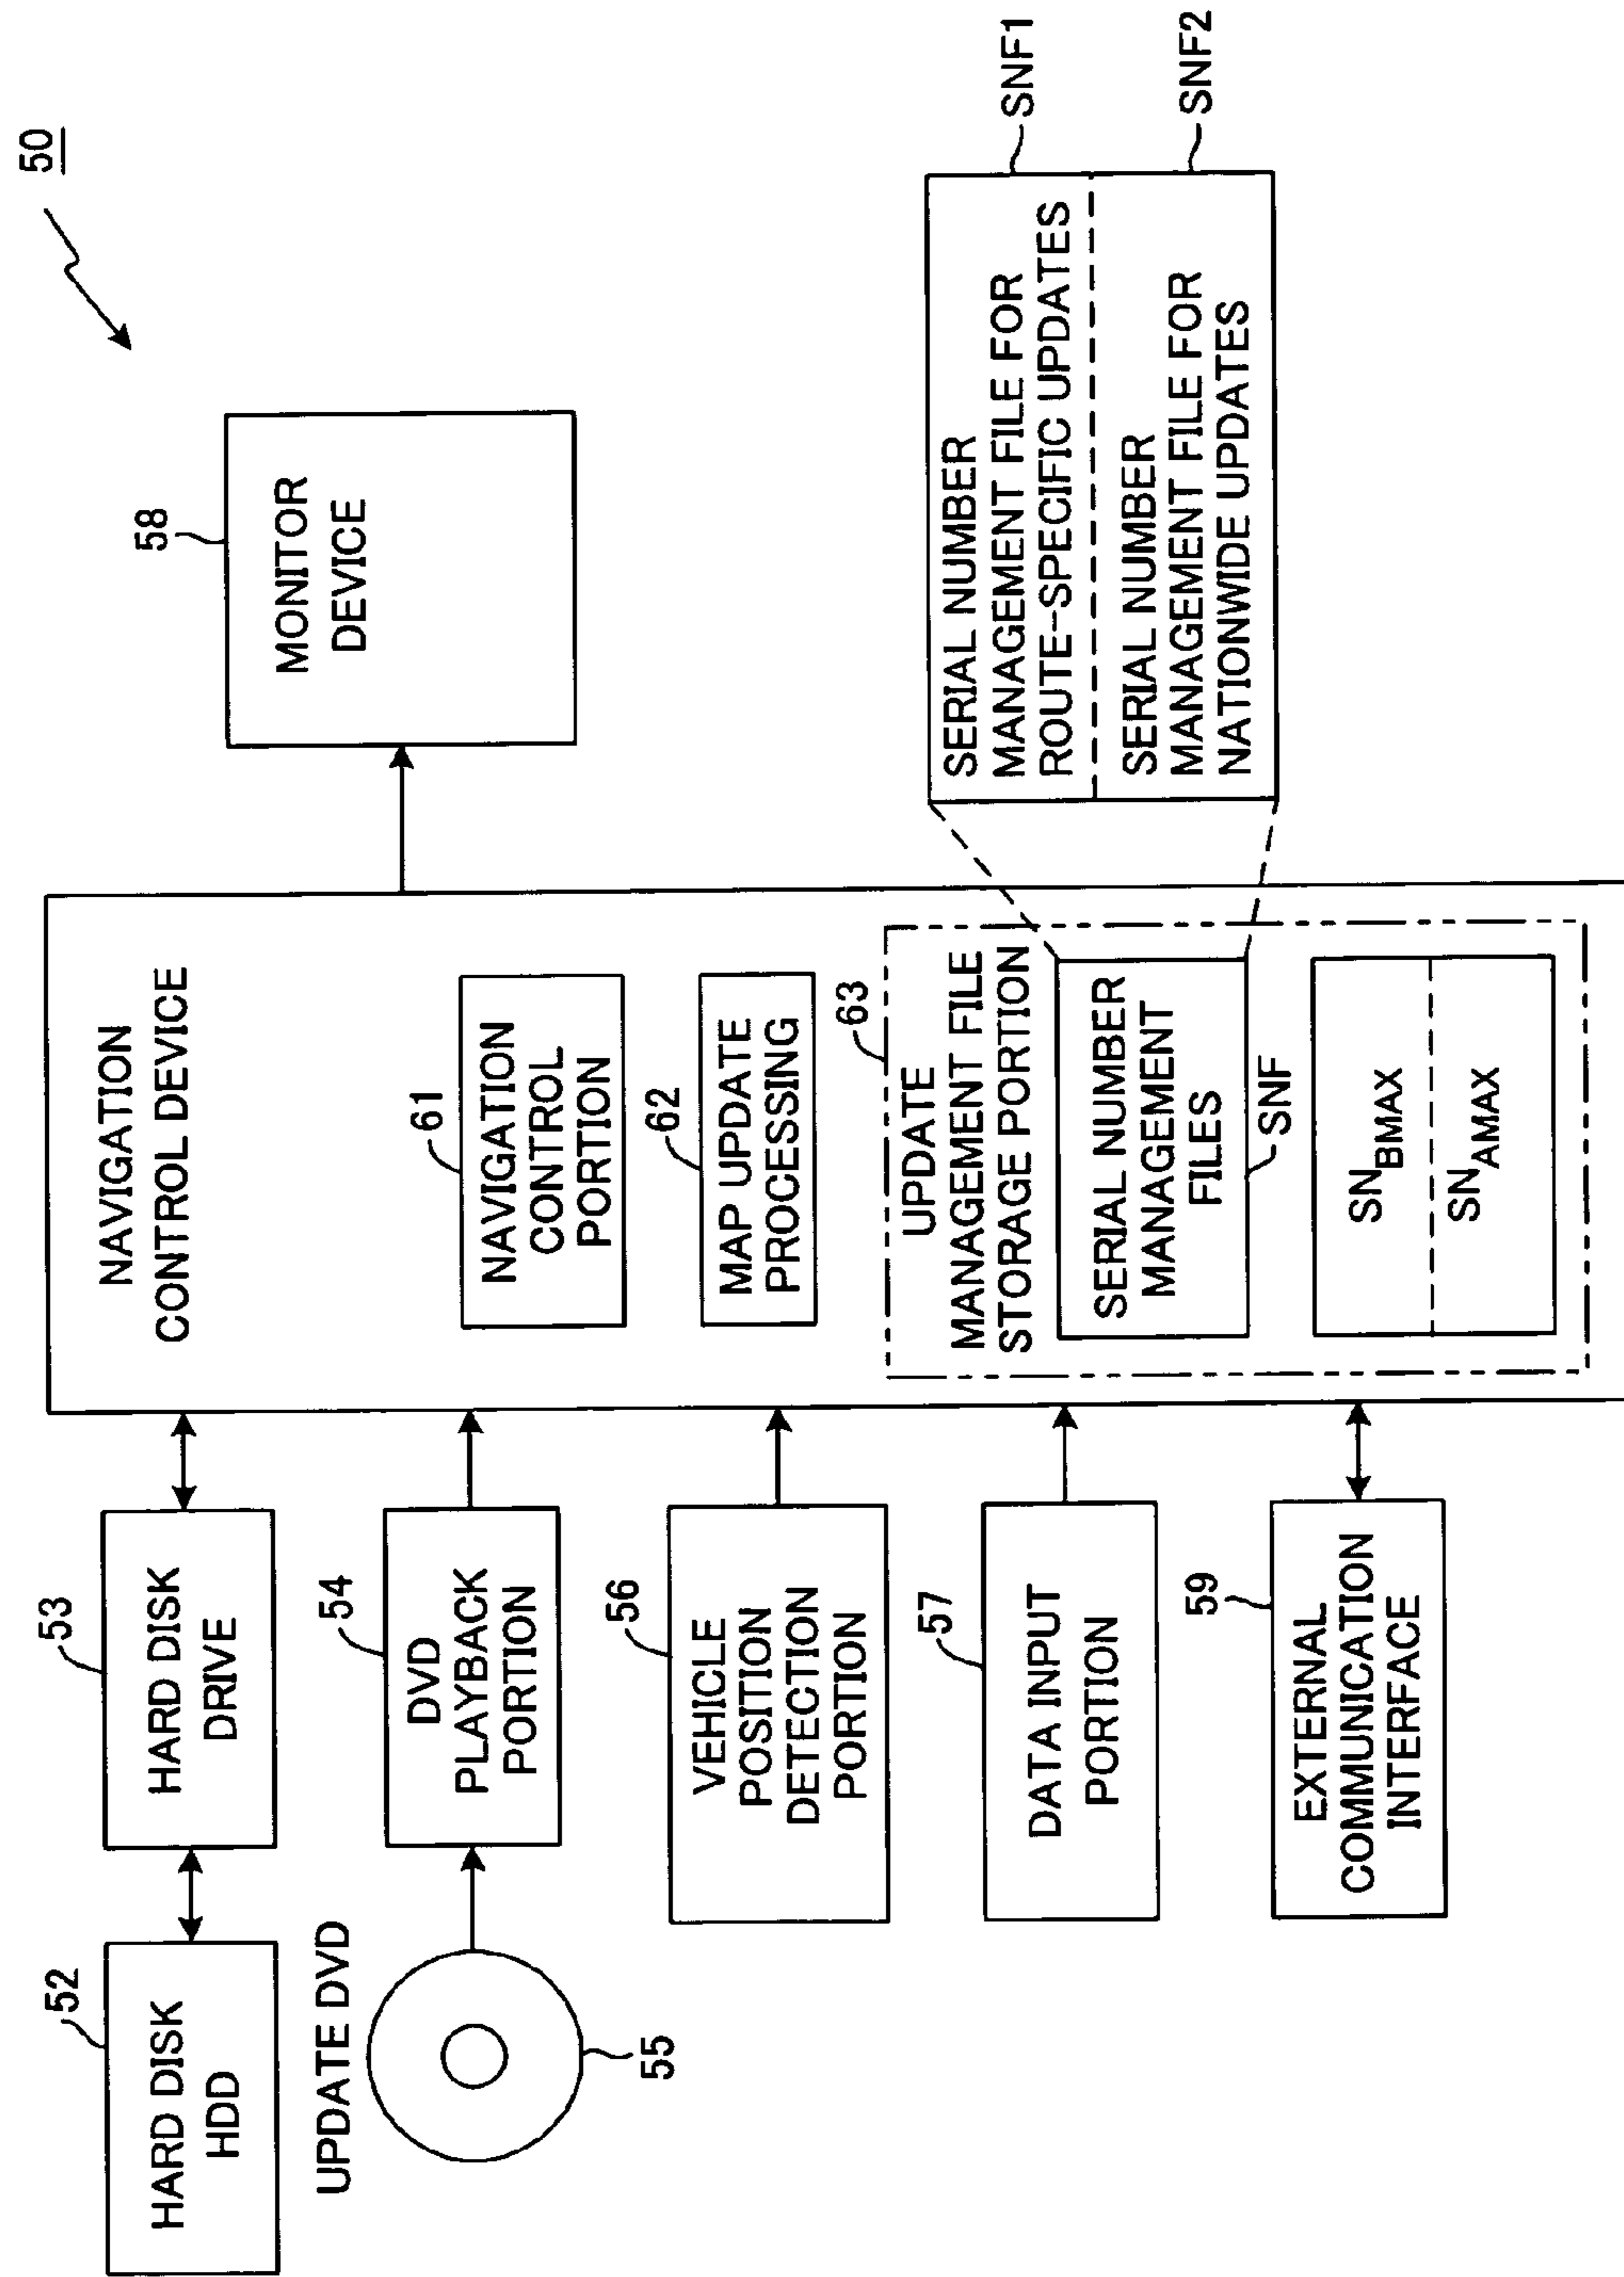 50
52
HARD DISK
HDD
53
HARD DISK
DRIVE
UPDATE DVD
55
54
DVD
PLAYBACK
PORTION
56
VEHICLE
POSITION
DETECTION
PORTION
57
DATA INPUT
PORTION
59
EXTERNAL
COMMUNICATION
INTERFACE
NAVIGATION
CONTROL DEVICE
61
NAVIGATION
CONTROL
PORTION
62
MAP UPDATE
PROCESSING
63
UPDATE
MANAGEMENT FILE
STORAGE PORTION
SERIAL NUMBER
MANAGEMENT
FILES
SNF
SNBMAX
SNAMAX
58
MONITOR
DEVICE
SERIAL NUMBER
MANAGEMENT FILE FOR
ROUTE-SPECIFIC UPDATES
SNF1
SERIAL NUMBER
MANAGEMENT FILE FOR
NATIONWIDE UPDATES
SNF2